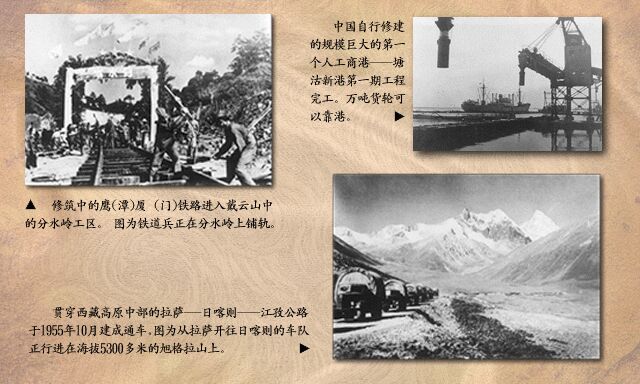 中国自行修建
的规模巨大的第一
个人工商港——塘
沽新港第一期工程
完工。万吨货轮可
以靠港。 ▶
▲ 修筑中的鹰(潭)厦 (门)铁路进入戴云山中
的分水岭工区。 图为铁道兵正在分水岭上铺轨。
贯穿西藏高原中部的拉萨——日喀则——江孜公路
于1955年10月建成通车,图为从拉萨开往日喀则的车队
正行进在海拔5300多米的旭格拉山上。 ▶